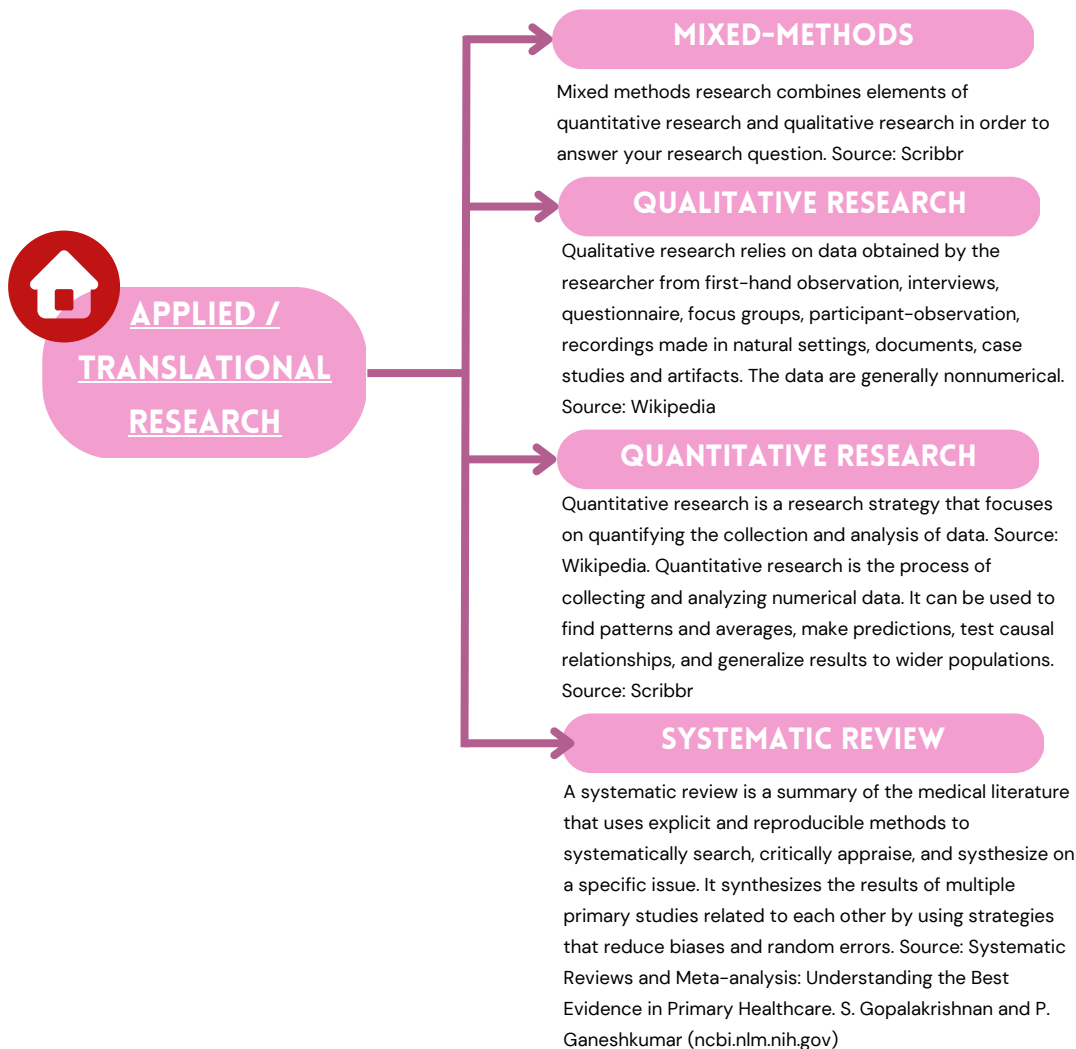 MIXED-METHODS
Mixed methods research combines elements of
quantitative research and qualitative research in order to
answer your research question. Source: Scribbr
QUALITATIVE RESEARCH
Qualitative research relies on data obtained by the
researcher from first-hand observation, interviews,
questionnaire, focus groups, participant-observation,
recordings made in natural settings, documents, case
studies and artifacts. The data are generally nonnumerical.
Source: Wikipedia
APPLIED /
TRANSLATIONAL
RESEARCH
QUANTITATIVE RESEARCH
Quantitative research is a research strategy that focuses
on quantifying the collection and analysis of data. Source:
Wikipedia. Quantitative research is the process of
collecting and analyzing numerical data. It can be used to
find patterns and averages, make predictions, test causal
relationships, and generalize results to wider populations.
Source: Scribbr
SYSTEMATIC REVIEW
A systematic review is a summary of the medical literature
that uses explicit and reproducible methods to
systematically search, critically appraise, and systhesize on
a specific issue. It synthesizes the results of multiple
primary studies related to each other by using strategies
that reduce biases and random errors. Source: Systematic
Reviews and Meta-analysis: Understanding the Best
Evidence in Primary Healthcare. S. Gopalakrishnan and P.
Ganeshkumar (ncbi.nlm.nih.gov)